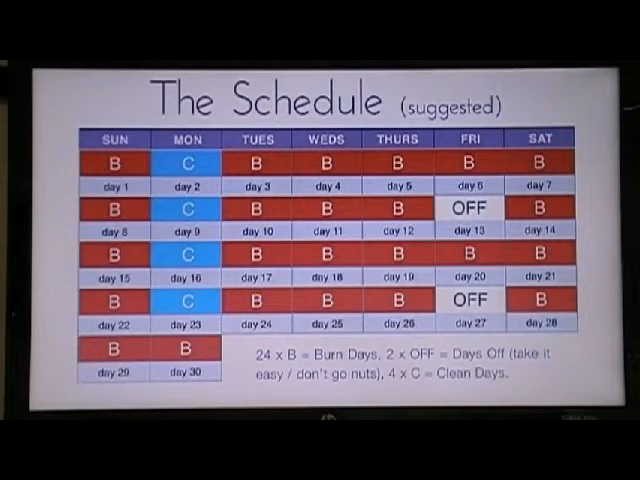 The Schedule (suggested)
SUN MON TUES WEDS THURS FRI SAT
B C B B B B B
day 1 day 2 day 3 day 4 day 5 day 6 day 7
B C B B B OFF B
day 8 day 9 day 10 day 11 day 12 day 13 day 14
B C B B B B B
day 15 day 16 day 17 day 18 day 19 day 20 day 21
B C B B B OFF B
day 22 day 23 day 24 day 25 day 26 day 27 day 28
B B
day 29 day 30
24 x B = Burn Days, 2 x OFF = Days Off (take it
easy / don't go nuts), 4 x C = Clean Days.
hp